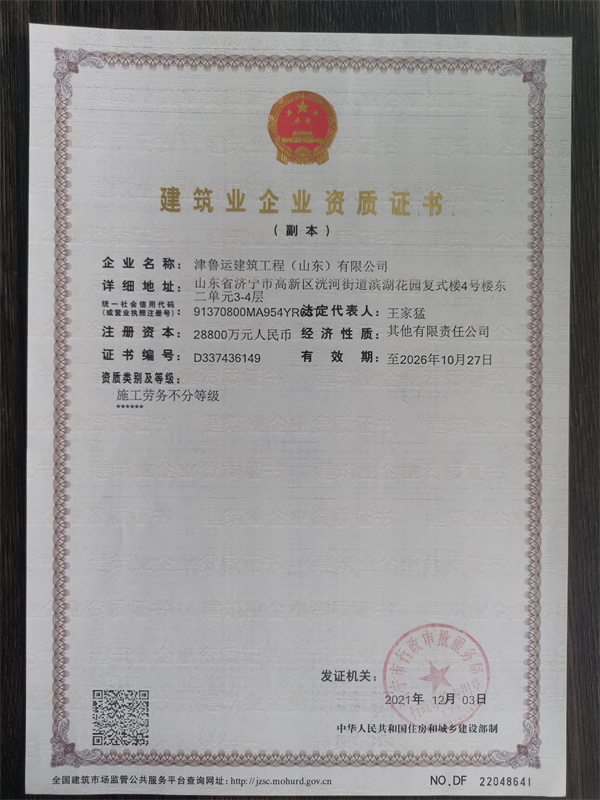 建筑业企业资质证书
（副本）
企业名称：津鲁运建筑工程（山东）有限公司
详细地址：山东省济宁市高新区洸河街道滨湖花园复式楼4号楼东
二单元3-4层
统一社会信用代码
（或营业执照注册号）：91370800MA954YR 法定代表人：王家猛
注册资本：28800万元人民币 经济性质：其他有限责任公司
证书编号：D337436149 有效期：至2026年10月27日
资质类别及等级：
施工劳务不分等级
******
宁市行政审批服务局
发证机关：
2021年 12月 03日
中华人民共和国住房和城乡建设部制
全国建筑市场监管公共服务平台查询网址：http://jzsc.mohurd.gov.cn
NO.DF 22048641